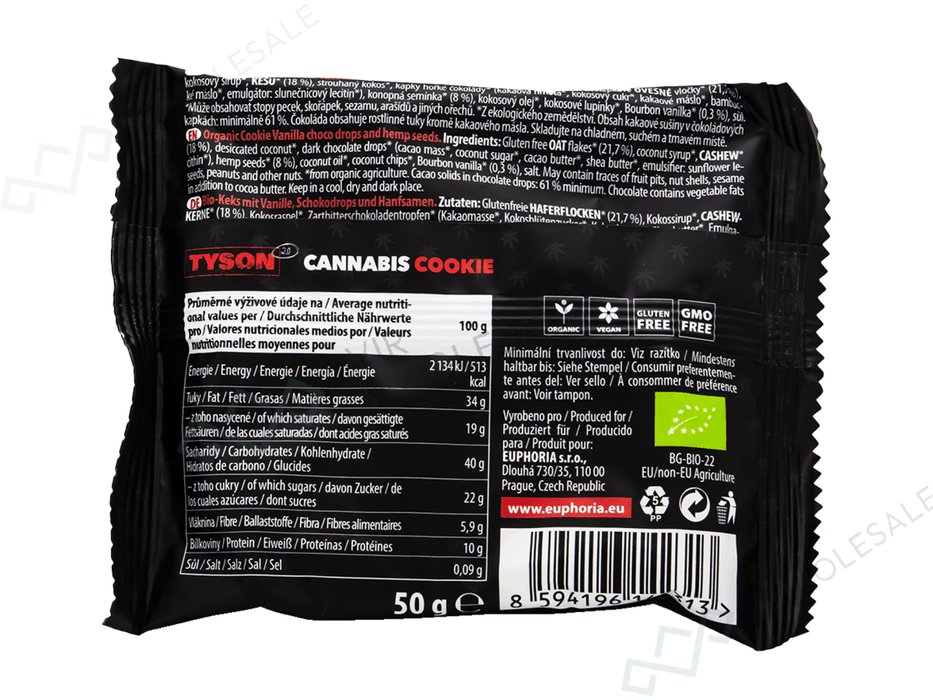 kokosový sirup*, KEŠU* (18 %), strouhaný kokos*, kapky hořké čokolády*
OVESNÉ vločky*
ké máslo*, emulgátor: slunečnicový lecitin*), konopná semínka* (8 %), kokosový olej*, kokosové lupínky*, Bourbon vanilka* (0,3 %), sůl.
*Může obsahovat stopy pecek, skořápek, sezamu, arašídů a jiných ořechů. *Z ekologického zemědělství. Obsah kakaové sušiny v čokoládových
kapkách: minimálně 61 %. Čokoláda obsahuje rostlinné tuky kromě kakaového másla. Skladujte na chladném, suchém a tmavém místě.
EN Organic Cookie Vanilla choco drops and hemp seeds. Ingredients: Gluten free OAT flakes* (21,7 %), coconut syrup*, CASHEW*
(18 %), desiccated coconut*, dark chocolate drops* (cacao mass*, coconut sugar*, cacao butter*, shea butter*, emulsifier: sunflower le-
cithin*), hemp seeds* (8 %), coconut oil*, coconut chips*, Bourbon vanilla* (0,3 %), salt. May contain traces of fruit pits, nut shells, sesame
seeds, peanuts and other nuts. *from organic agriculture. Cacao solids in chocolate drops: 61 % minimum. Chocolate contains vegetable fats
in addition to cocoa butter. Keep in a cool, dry and dark place.
DE Bio-Keks mit Vanille, Schokodrops und Hanfsamen. Zutaten: Glutenfreie HAFERFLOCKEN* (21,7 %), Kokossirup*, CASHEW-
KERNE* (18 %), Kokosraspel*, Zartbitterschokoladentropfen* (Kakaomasse*, Kokosblütenzucker*,
TYSON 2.0 CANNABIS COOKIE
Průměrné výživové údaje na / Average nutriti-
onal values per / Durchschnittliche Nährwerte
pro / Valores nutricionales medios por / Valeurs
nutritionnelles moyennes pour
100 g
Energie / Energy / Energie / Energía / Énergie
2 134 kJ / 513
kcal
Tuky / Fat / Fett / Grasas / Matières grasses
34 g
– z toho nasycené / of which saturates / davon gesättigte
Fettsäuren / de las cuales saturadas / dont acides gras saturés
19 g
Sacharidy / Carbohydrates / Kohlenhydrate /
Hidratos de carbono / Glucides
40 g
– z toho cukry / of which sugars / davon Zucker / de
los cuales azúcares / dont sucres
22 g
Vláknina / Fibre / Ballaststoffe / Fibra / Fibres alimentaires
5,9 g
Bílkoviny / Protein / Eiweiß / Proteínas / Protéines
10 g
Sůl / Salt / Salz / Sal / Sel
0,09 g
50 g ℮
ORGANIC
VEGAN
GLUTEN
FREE
GMO
FREE
Minimální trvanlivost do: Viz razítko / Mindestens
haltbar bis: Siehe Stempel / Consumir preferentemen-
te antes del: Ver sello / À consommer de préférence
avant: Voir tampon.
Vyrobeno pro / Produced for /
Produziert für / Producido
para / Produit pour:
EUPHORIA s.r.o.,
Dlouhá 730/35, 110 00
Prague, Czech Republic
www.euphoria.eu
BG-BIO-22
EU/non-EU Agriculture
5
PP
8 594196